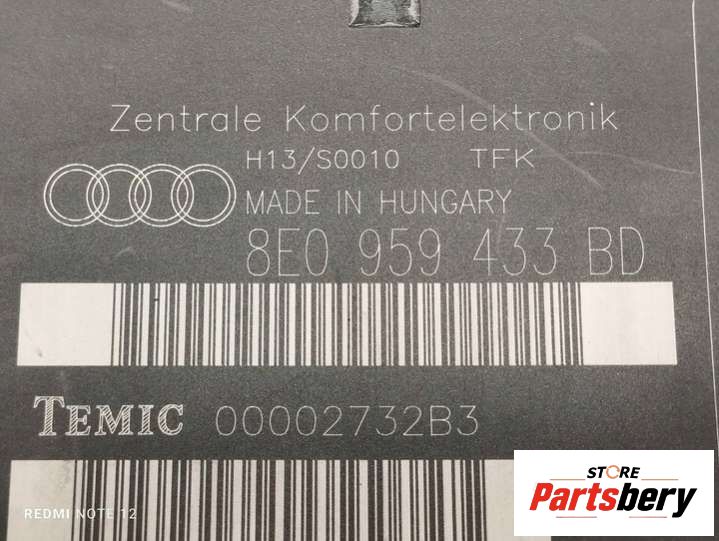 Zentrale Komfortelektronik
H13/S0010 TFK
MADE IN HUNGARY
8E0 959 433 BD
TEMIC 00002732B3
STORE
Partsbery
REDMI NOTE 12